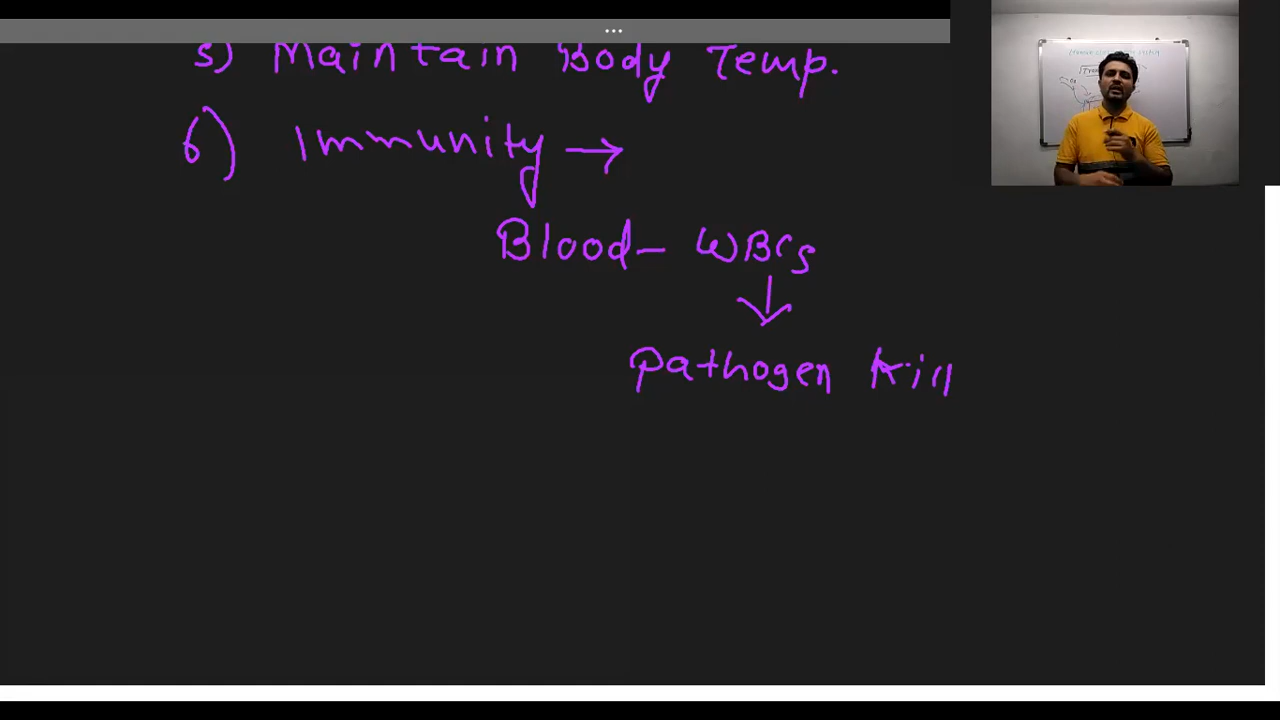 5) Maintain Body Temp.
6) Immunity →
Blood- WBCs
↓
Pathogen kill